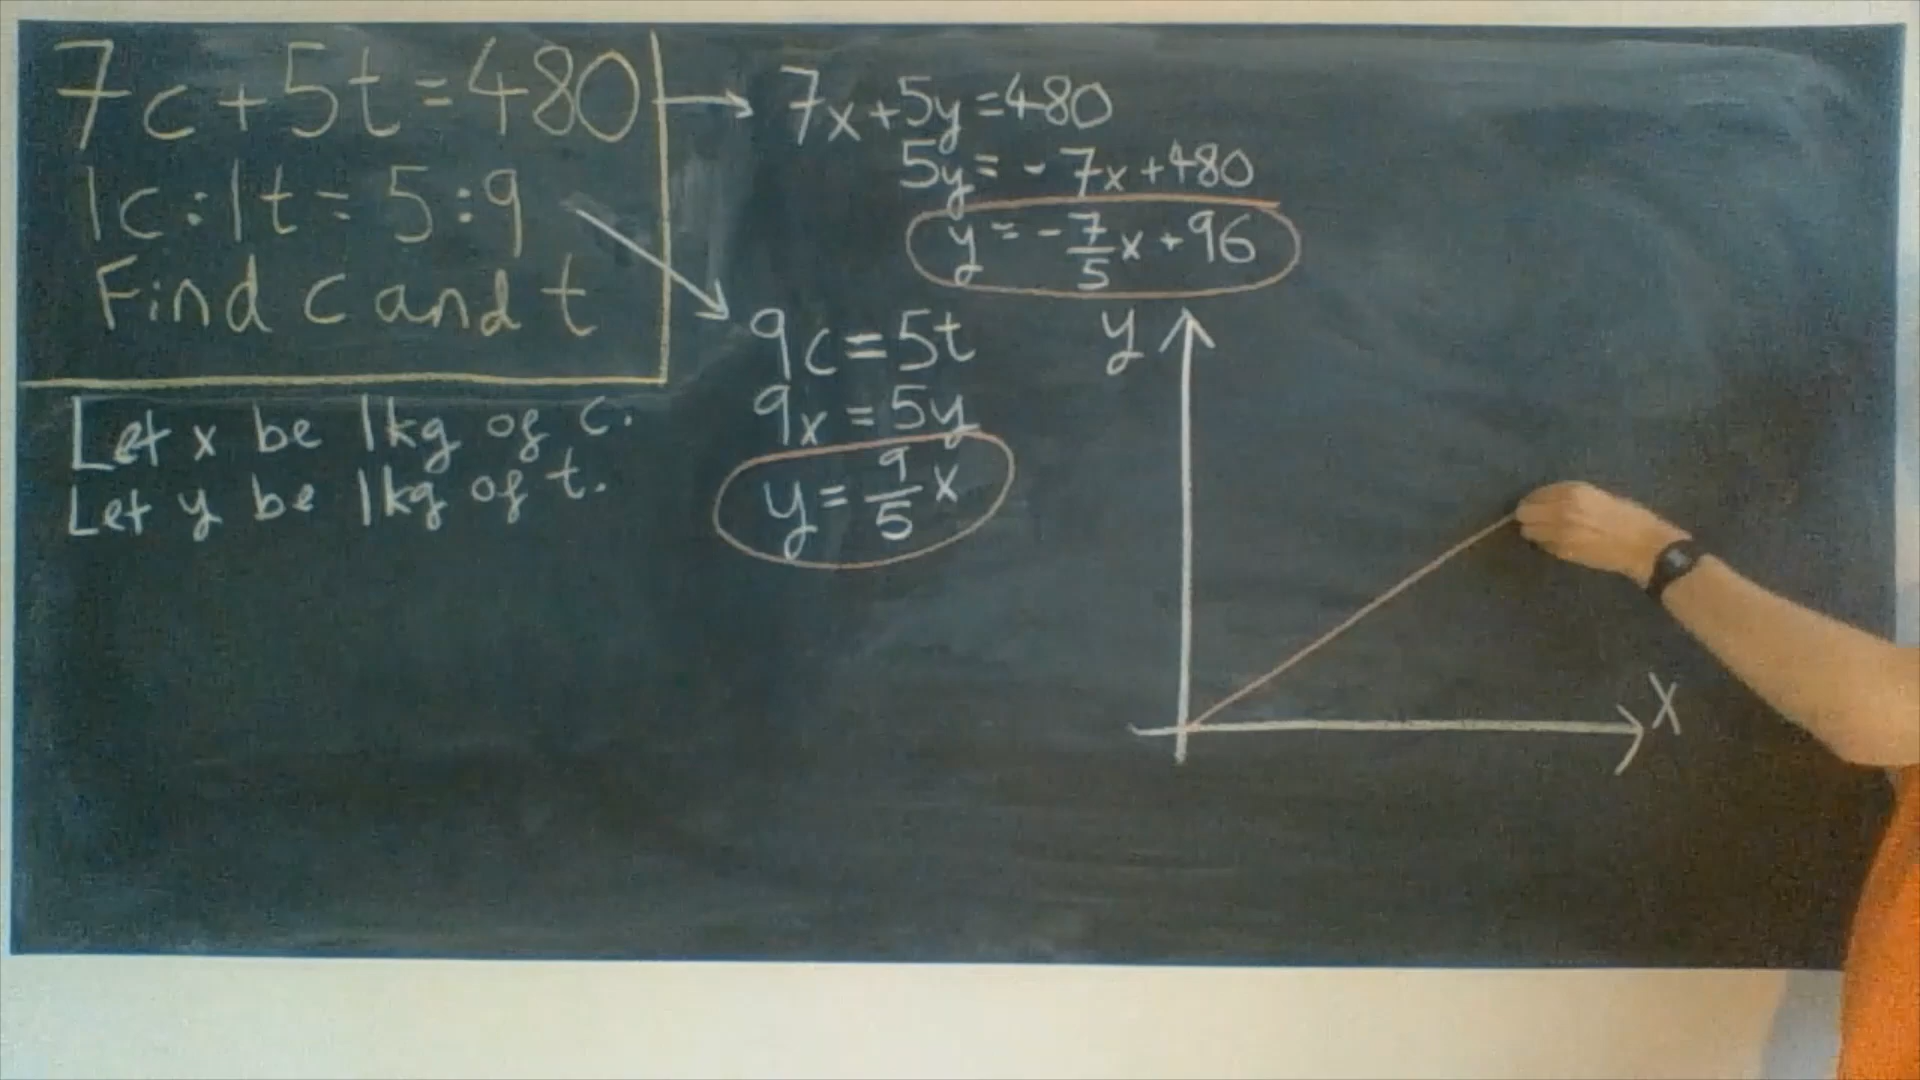 7c+5t=480
1c:1t=5:9
Find c and t
Let x be 1kg of c.
Let y be 1kg of t.
7x+5y=480
5y=-7x+480
y=-7/5x+96
9c=5t
9x=5y
y=9/5x
y
x